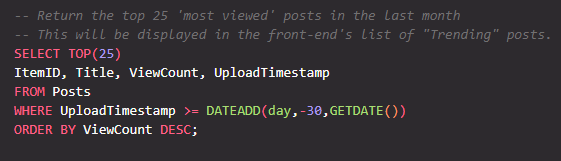 -- Return the top 25 'most viewed' posts in the last month
-- This will be displayed in the front-end's list of "Trending" posts.
SELECT TOP(25)
ItemID, Title, ViewCount, UploadTimestamp
FROM Posts
WHERE UploadTimestamp >= DATEADD(day,-30,GETDATE())
ORDER BY ViewCount DESC;